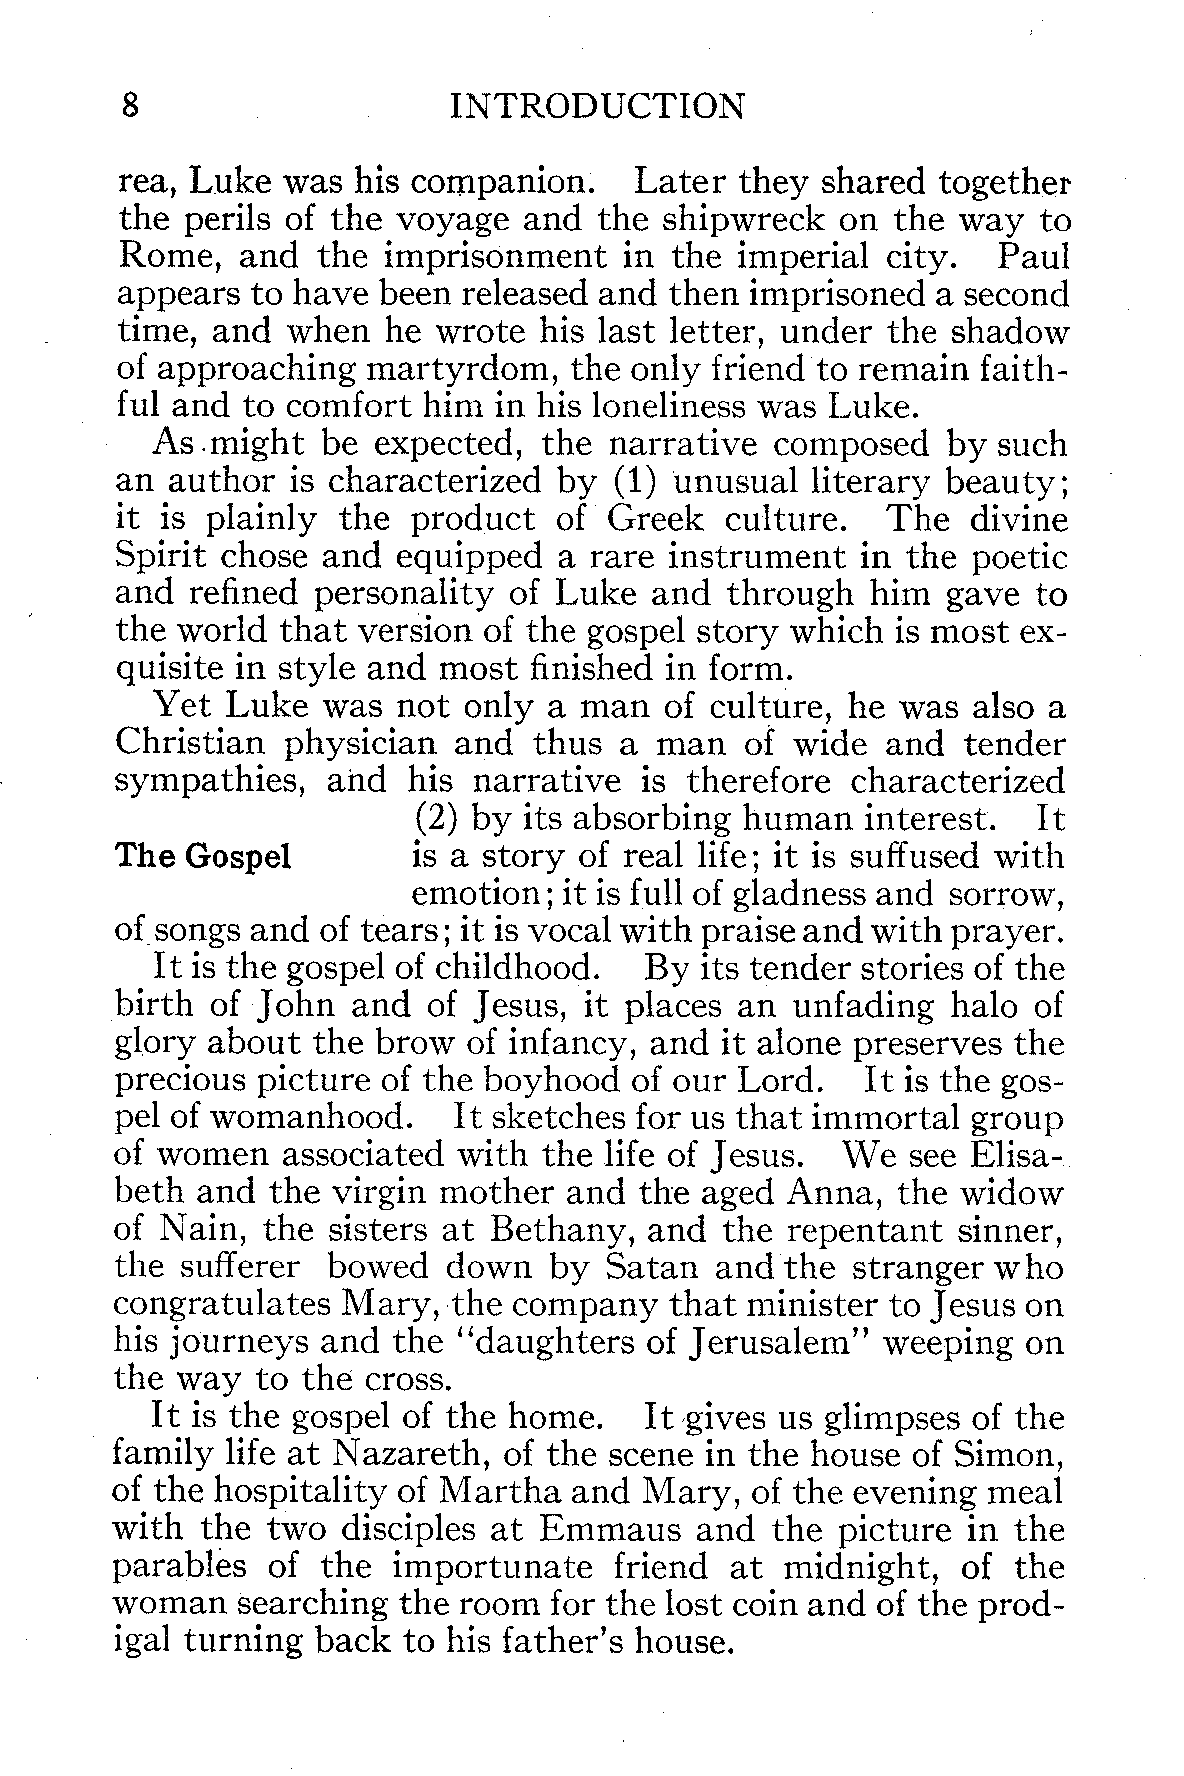 8 INTRODUCTION
rea, Luke was his companion. Later they shared together
the perils of the voyage and the shipwreck on the way to
Rome, and the imprisonment in the imperial city. Paul
appears to have been released and then imprisoned a second
time, and when he wrote his last letter, under the shadow
of approaching martyrdom, the only friend to remain faith-
ful and to comfort him in his loneliness was Luke.
As might be expected, the narrative composed by such
an author is characterized by (1) unusual literary beauty;
it is plainly the product of Greek culture. The divine
Spirit chose and equipped a rare instrument in the poetic
and refined personality of Luke and through him gave to
the world that version of the gospel story which is most ex-
quisite in style and most finished in form.
Yet Luke was not only a man of culture, he was also a
Christian physician and thus a man of wide and tender
sympathies, and his narrative is therefore characterized
(2) by its absorbing human interest. It
The Gospel is a story of real life; it is suffused with
emotion; it is full of gladness and sorrow,
of songs and of tears; it is vocal with praise and with prayer.
It is the gospel of childhood. By its tender stories of the
birth of John and of Jesus, it places an unfading halo of
glory about the brow of infancy, and it alone preserves the
precious picture of the boyhood of our Lord. It is the gos-
pel of womanhood. It sketches for us that immortal group
of women associated with the life of Jesus. We see Elisa-
beth and the virgin mother and the aged Anna, the widow
of Nain, the sisters at Bethany, and the repentant sinner,
the sufferer bowed down by Satan and the stranger who
congratulates Mary, the company that minister to Jesus on
his journeys and the "daughters of Jerusalem" weeping on
the way to the cross.
It is the gospel of the home. It gives us glimpses of the
family life at Nazareth, of the scene in the house of Simon,
of the hospitality of Martha and Mary, of the evening meal
with the two disciples at Emmaus and the picture in the
parables of the importunate friend at midnight, of the
woman searching the room for the lost coin and of the prod-
igal turning back to his father's house.